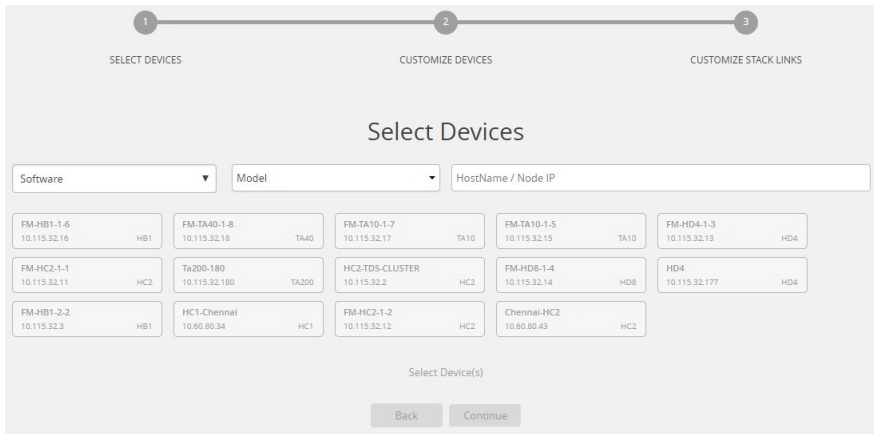 1 2 3
SELECT DEVICES CUSTOMIZE DEVICES CUSTOMIZE STACK LINKS
Select Devices
Software Model HostName / Node IP
FM-HB1-1-6 FM-TA40-1-8 FM-TA10-1-7 FM-TA10-1-5 FM-HD4-1-3
10.115.32.16 HB1 10.115.32.18 TA40 10.115.32.17 TA10 10.115.32.15 TA10 10.115.32.13 HD4
FM-HC2-1-1 Ta200-180 HC2-TDS-CLUSTER FM-HD8-1-4 HD4
10.115.32.11 HC2 10.115.32.180 TA200 10.115.32.2 HC2 10.115.32.14 HD8 10.115.32.177 HD4
FM-HB1-2-2 HC1-Chennai FM-HC2-1-2 Chennai-HC2
10.115.32.3 HB1 10.60.80.34 HC1 10.115.32.12 HC2 10.60.80.43 HC2
Select Device(s)
Back Continue